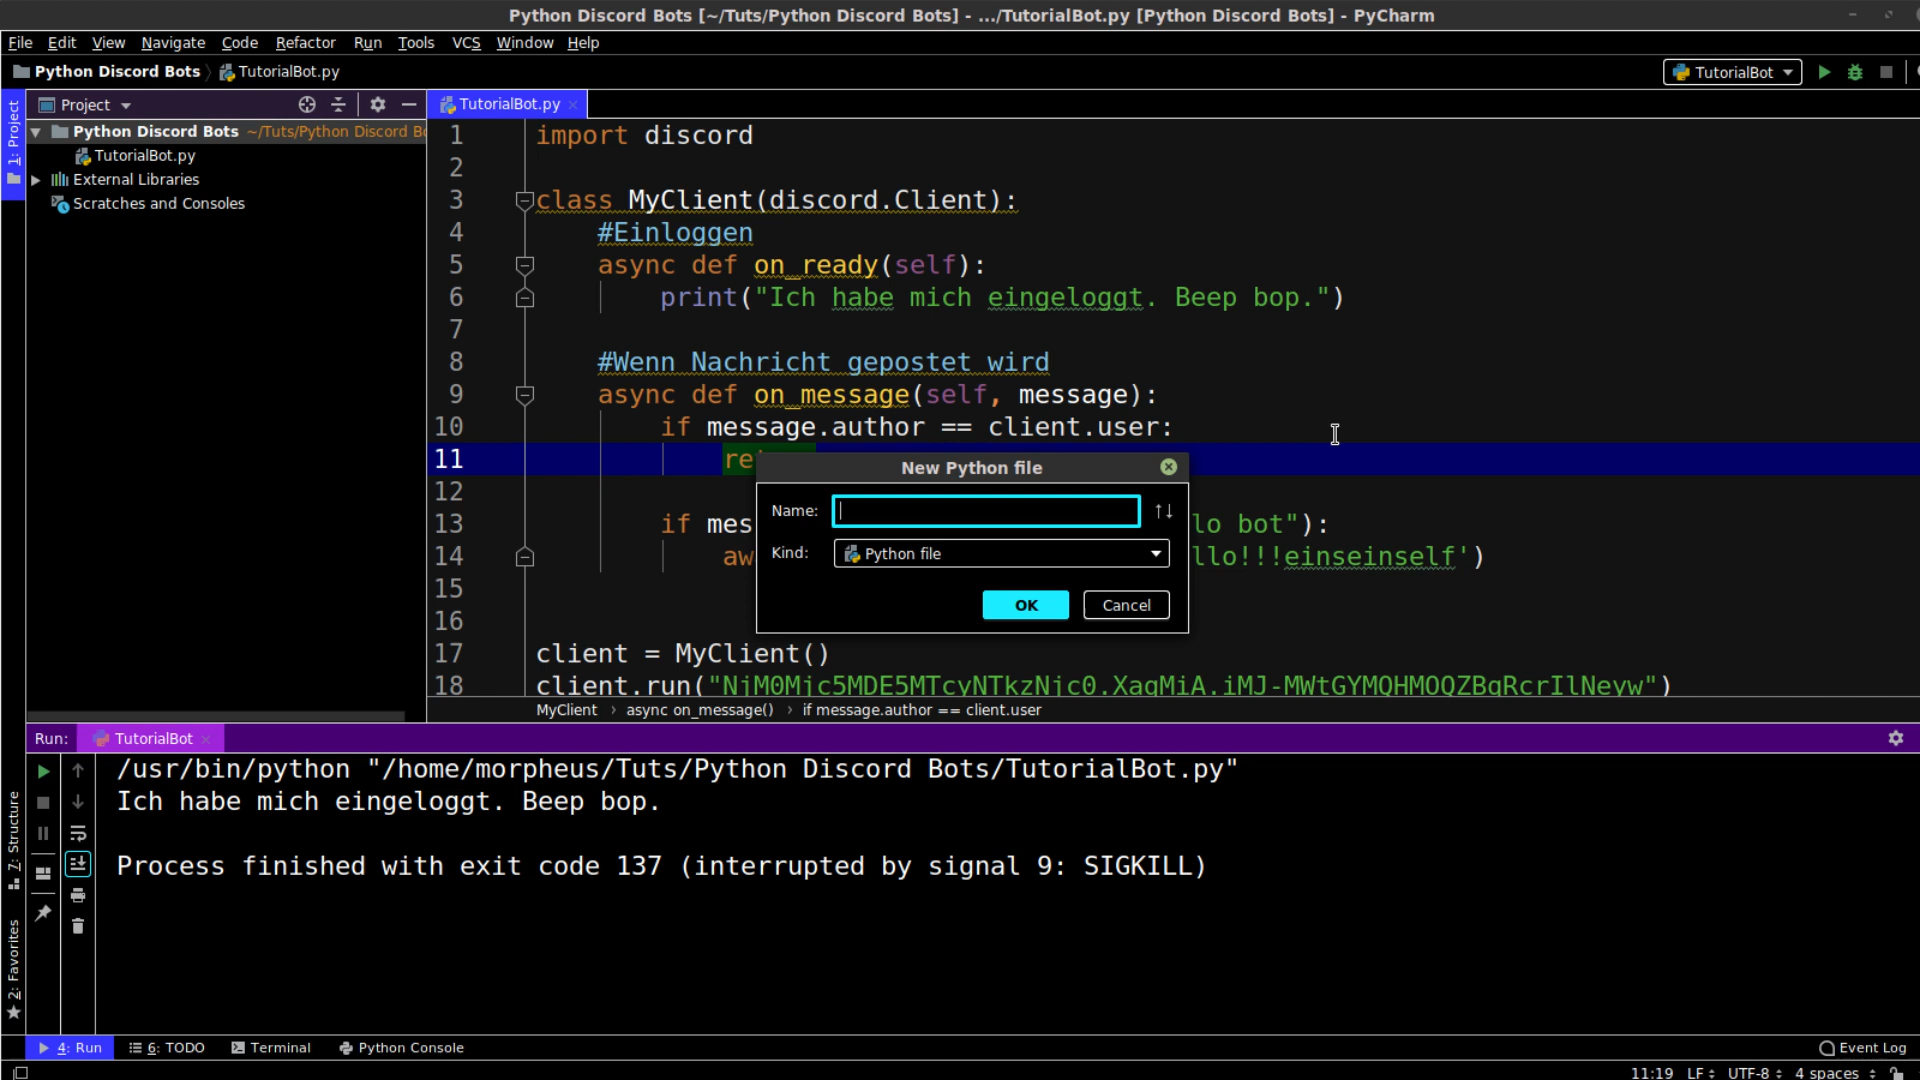 Python Discord Bots [~/Tuts/Python Discord Bots] - .../TutorialBot.py [Python Discord Bots] - PyCharm
File Edit View Navigate Code Refactor Run Tools VCS Window Help
Python Discord Bots TutorialBot.py
TutorialBot
1: Project
Project
TutorialBot.py
Python Discord Bots ~/Tuts/Python Discord Bo
TutorialBot.py
External Libraries
Scratches and Consoles
1 import discord
2
3 class MyClient(discord.Client):
4 #Einloggen
5 async def on_ready(self):
6 print("Ich habe mich eingeloggt. Beep bop.")
7
8 #Wenn Nachricht gepostet wird
9 async def on_message(self, message):
10 if message.author == client.user:
11 re
12
13 if mes lo bot"):
14 aw llo!!!einseinself')
15
16
17 client = MyClient()
18 client.run("NjM0Mjc5MDE5MTcyNTkzNjc0.XaqMiA.iMJ-MWtGYMQHMOQZBqRcrIlNeyw")
New Python file
Name:
Kind: Python file
OK Cancel
MyClient › async on_message() › if message.author == client.user
Run: TutorialBot
/usr/bin/python "/home/morpheus/Tuts/Python Discord Bots/TutorialBot.py"
Ich habe mich eingeloggt. Beep bop.
Process finished with exit code 137 (interrupted by signal 9: SIGKILL)
7: Structure
2: Favorites
4: Run 6: TODO Terminal Python Console Event Log
11:19 LF UTF-8 4 spaces